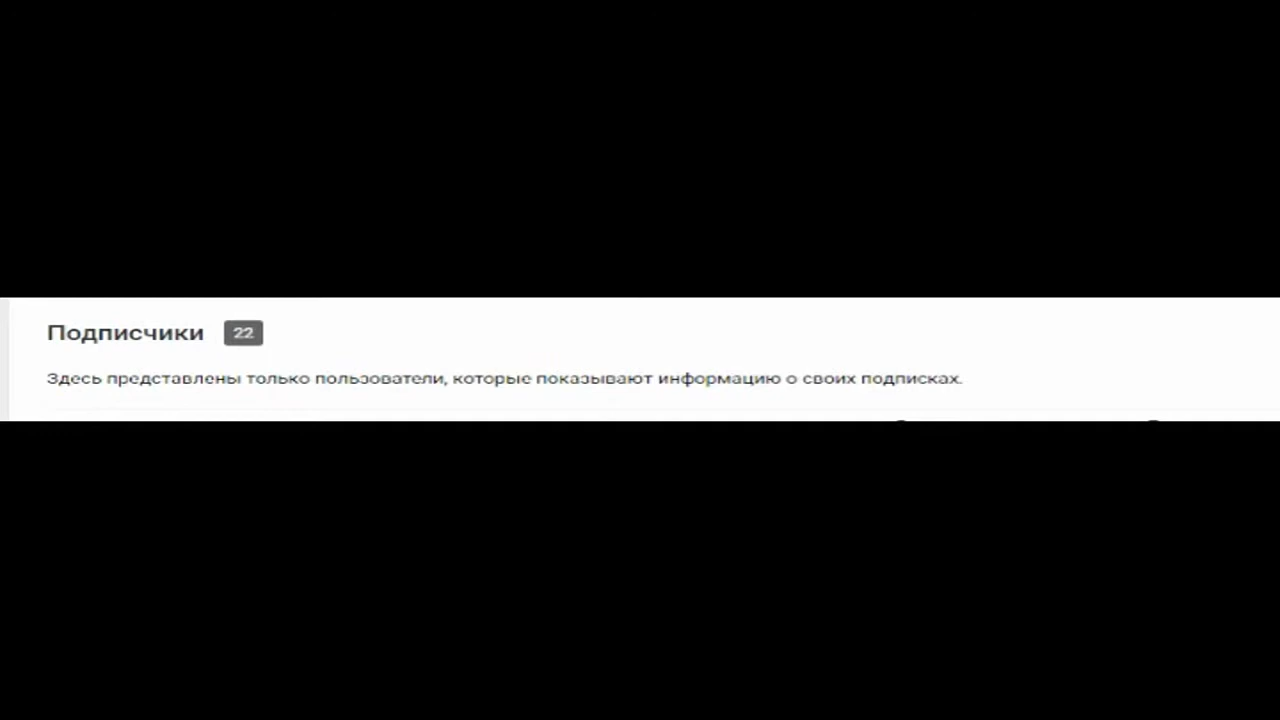 Подписчики 22
Здесь представлены только пользователи, которые показывают информацию о своих подписках.